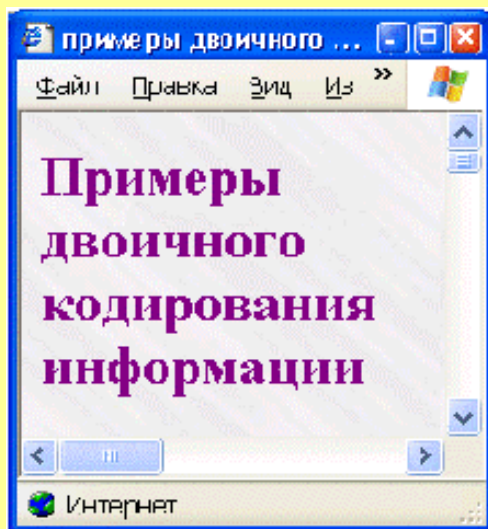 примеры двоичного ...
Файл Правка Вид Из »
Примеры
двоичного
кодирования
информации
Интернет